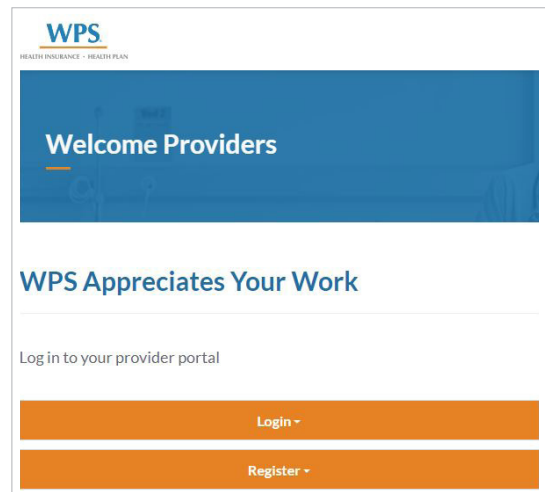 WPS
HEALTH INSURANCE • HEALTH PLAN
Welcome Providers
WPS Appreciates Your Work
Log in to your provider portal
Login
Register